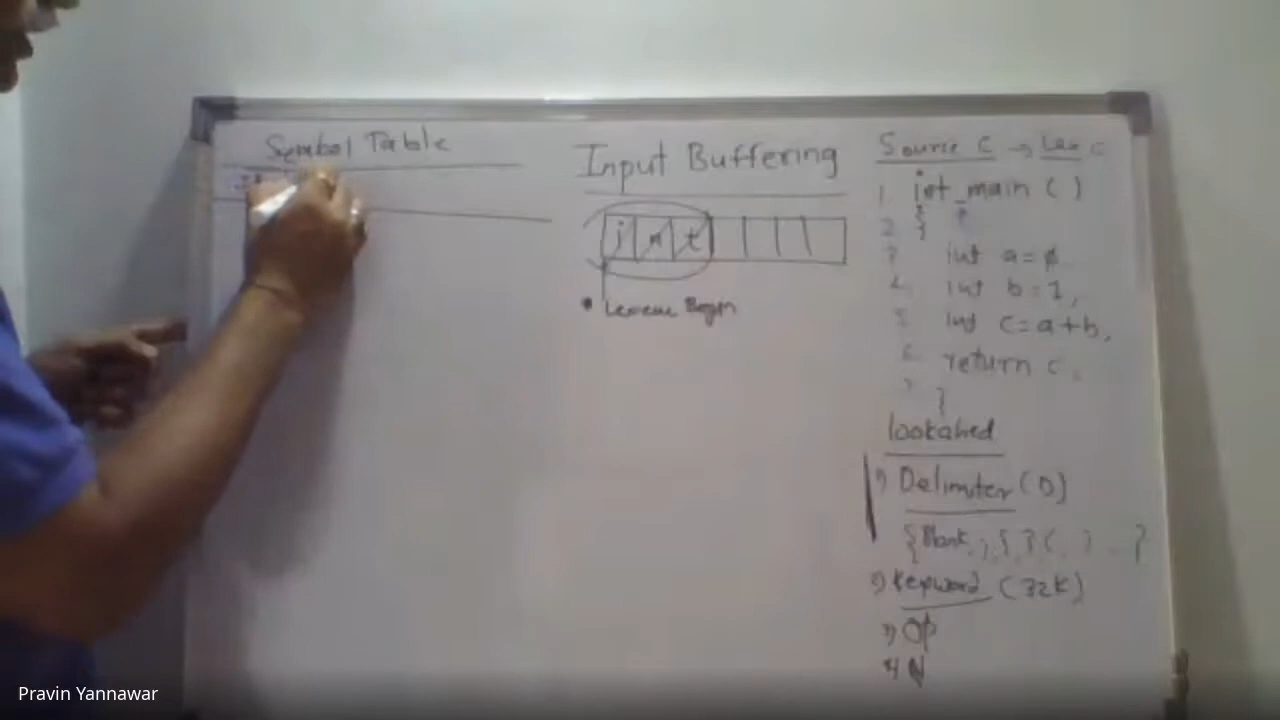 Symbol Table
Input Buffering
i n t
Lexeme Begin
Source C → Lex C
1 int main ( )
2 {
3 int a = 0
4 int b = 1,
5 int c = a + b,
6 return c ;
7 }
lookahed
1) Delimiter ( D )
{ Blank , ; { , } ( , ) ... }
2) Keyword ( 32K )
3) OP
4) N
Pravin Yannawar